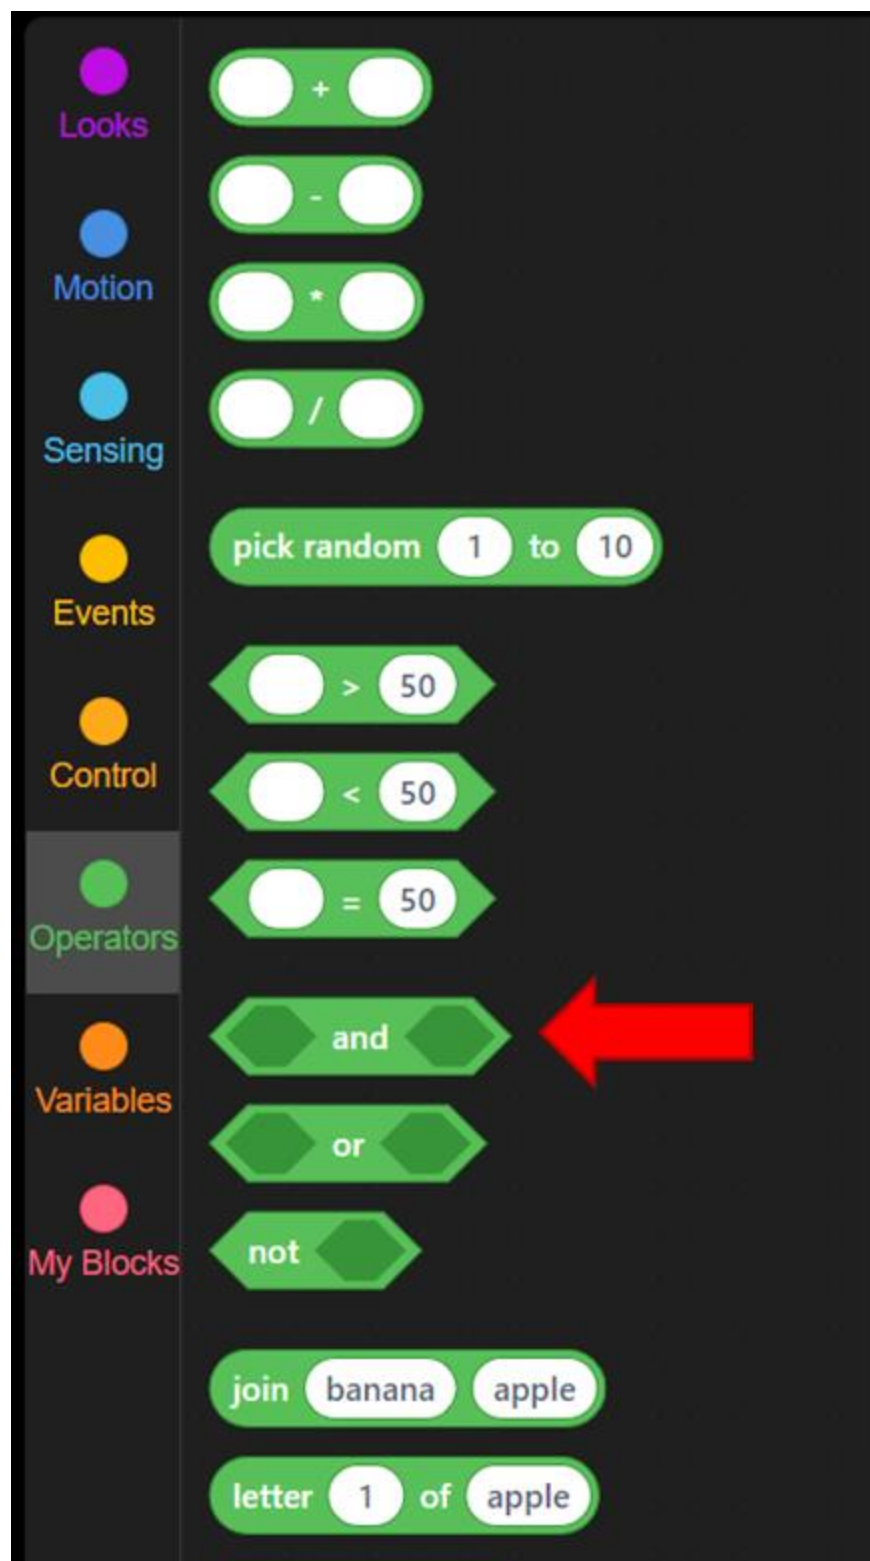 Looks
Motion
Sensing
Events
Control
Operators
Variables
My Blocks
+
-
*
/
pick random 1 to 10
> 50
< 50
= 50
and
or
not
join banana apple
letter 1 of apple